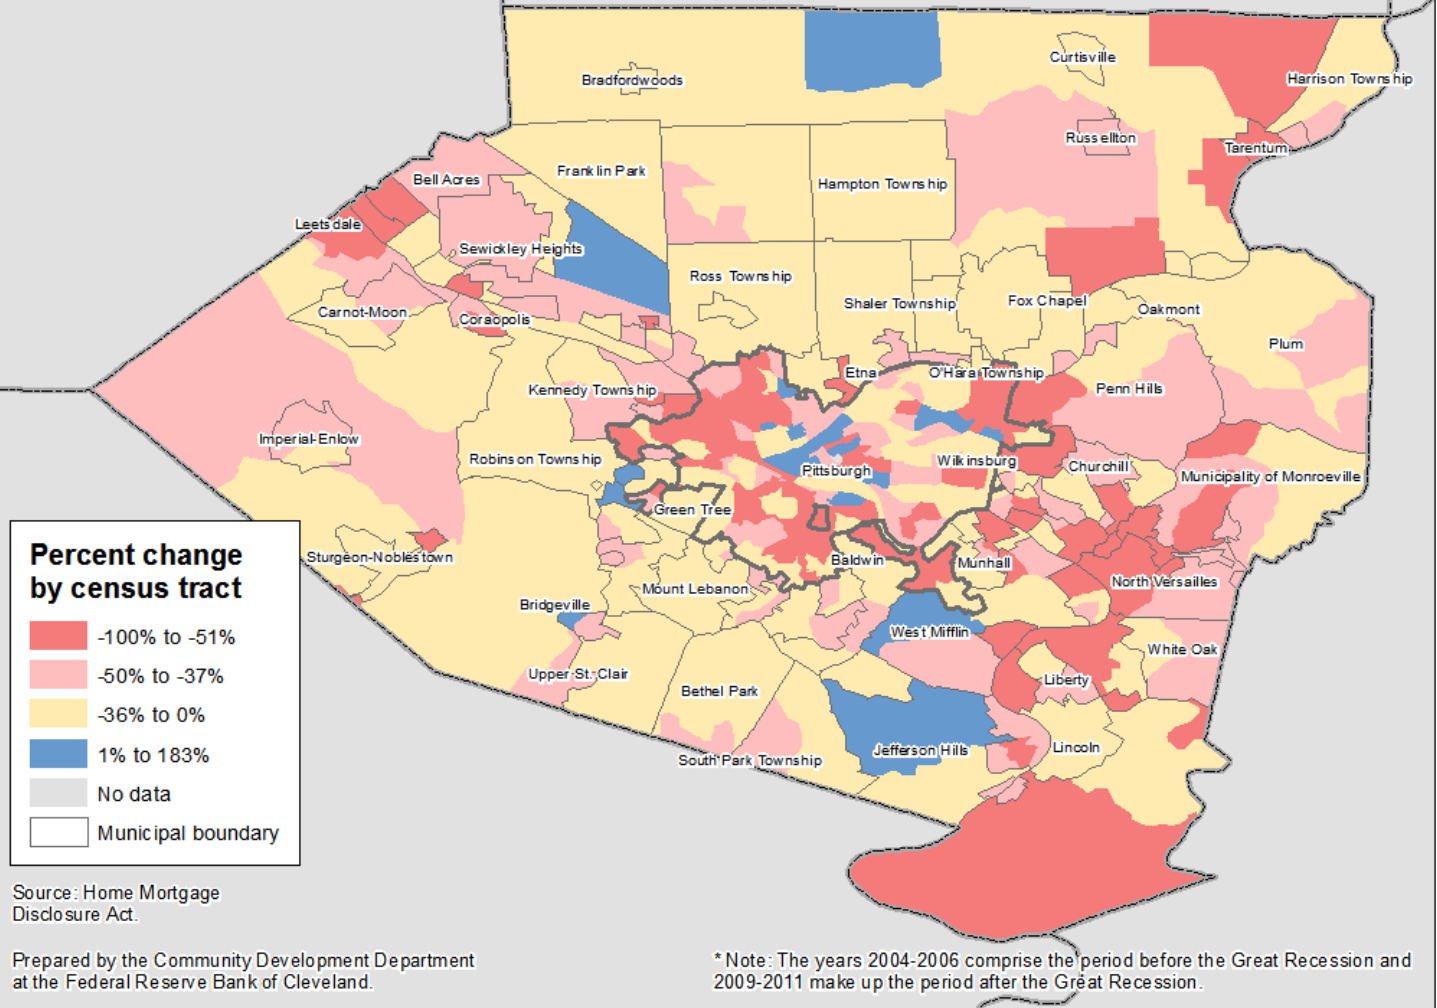 Bradfordwoods
Curtisville
Harrison Township
Russellton
Tarentum
Franklin Park
Bell Acres
Hampton Township
Leetsdale
Sewickley Heights
Ross Township
Shaler Township
Fox Chapel
Oakmont
Carnot-Moon
Coraopolis
Plum
Etna
O'Hara Township
Kennedy Township
Penn Hills
Imperial-Enlow
Robinson Township
Pittsburgh
Wilkinsburg
Churchill
Municipality of Monroeville
Green Tree
Sturgeon-Noblestown
Baldwin
Munhall
North Versailles
Mount Lebanon
Bridgeville
West Mifflin
White Oak
Upper St. Clair
Liberty
Bethel Park
Jefferson Hills
Lincoln
South Park Township
Percent change
by census tract
-100% to -51%
-50% to -37%
-36% to 0%
1% to 183%
No data
Municipal boundary
Source: Home Mortgage
Disclosure Act.
Prepared by the Community Development Department
at the Federal Reserve Bank of Cleveland.
* Note: The years 2004-2006 comprise the period before the Great Recession and
2009-2011 make up the period after the Great Recession.